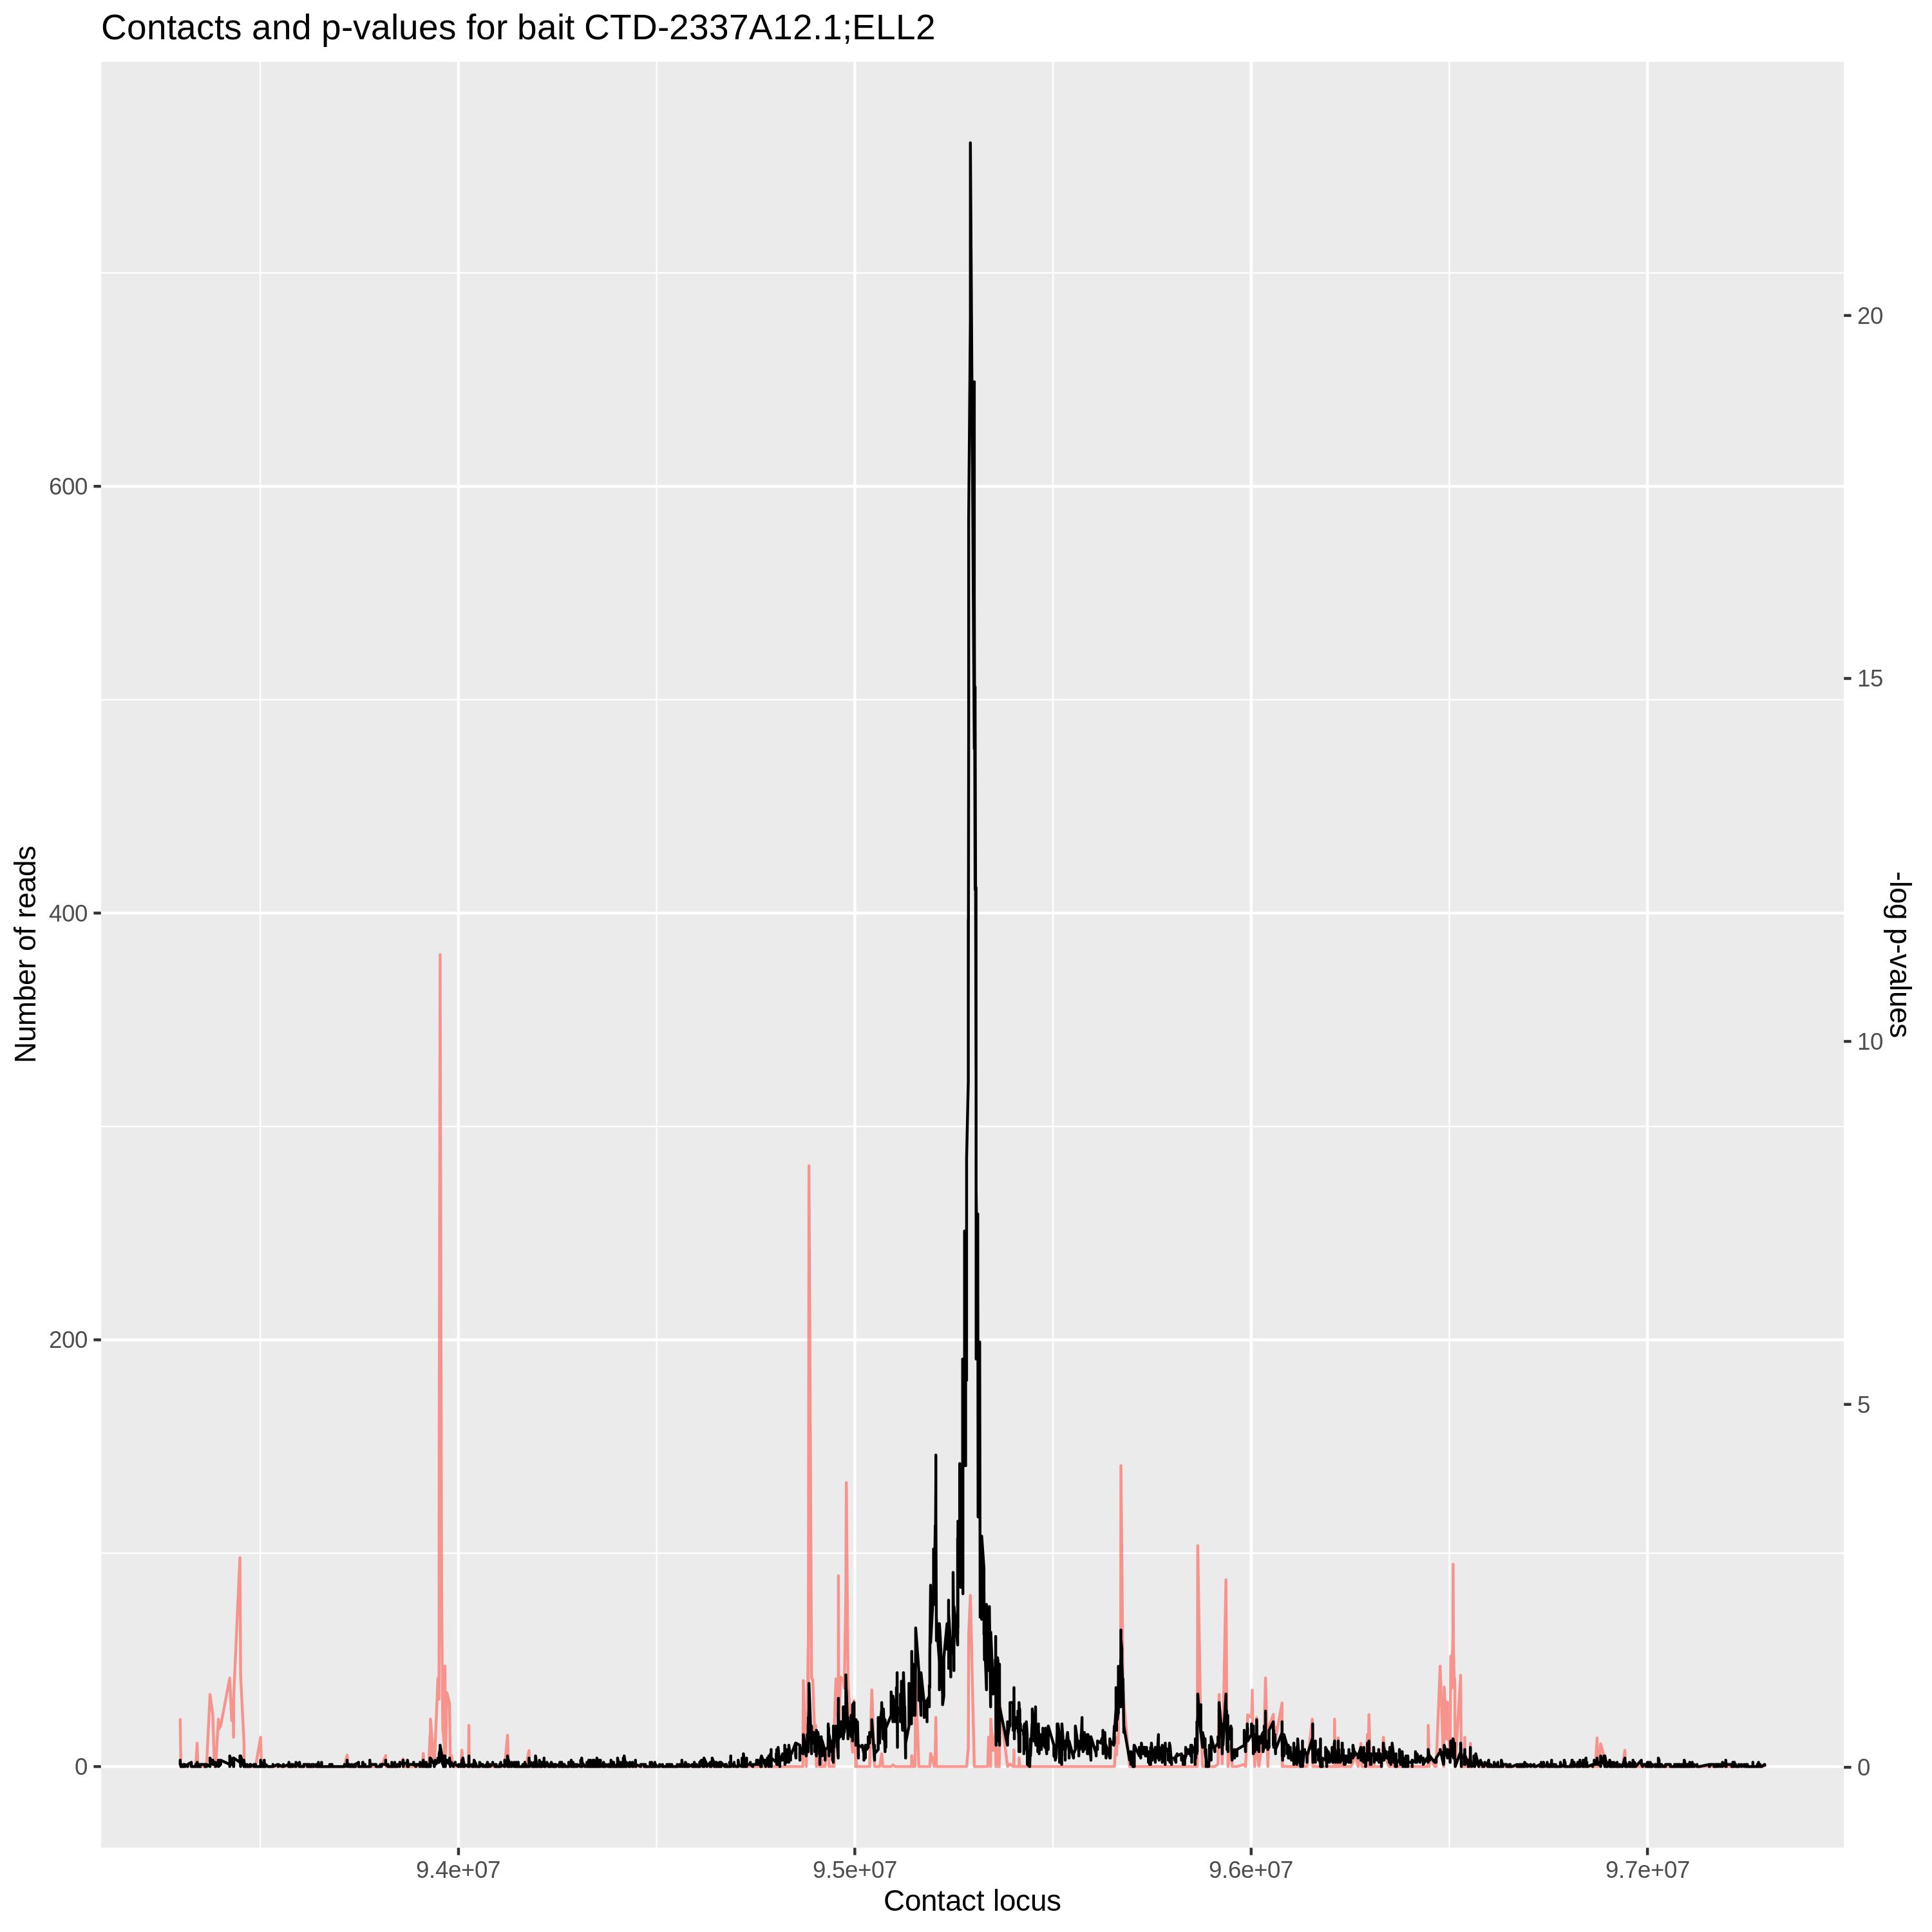 Contacts and p-values for bait CTD-2337A12.1;ELL2
Number of reads
600
400
200
0
-log p-values
20
15
10
5
0
9.4e+07
9.5e+07
9.6e+07
9.7e+07
Contact locus